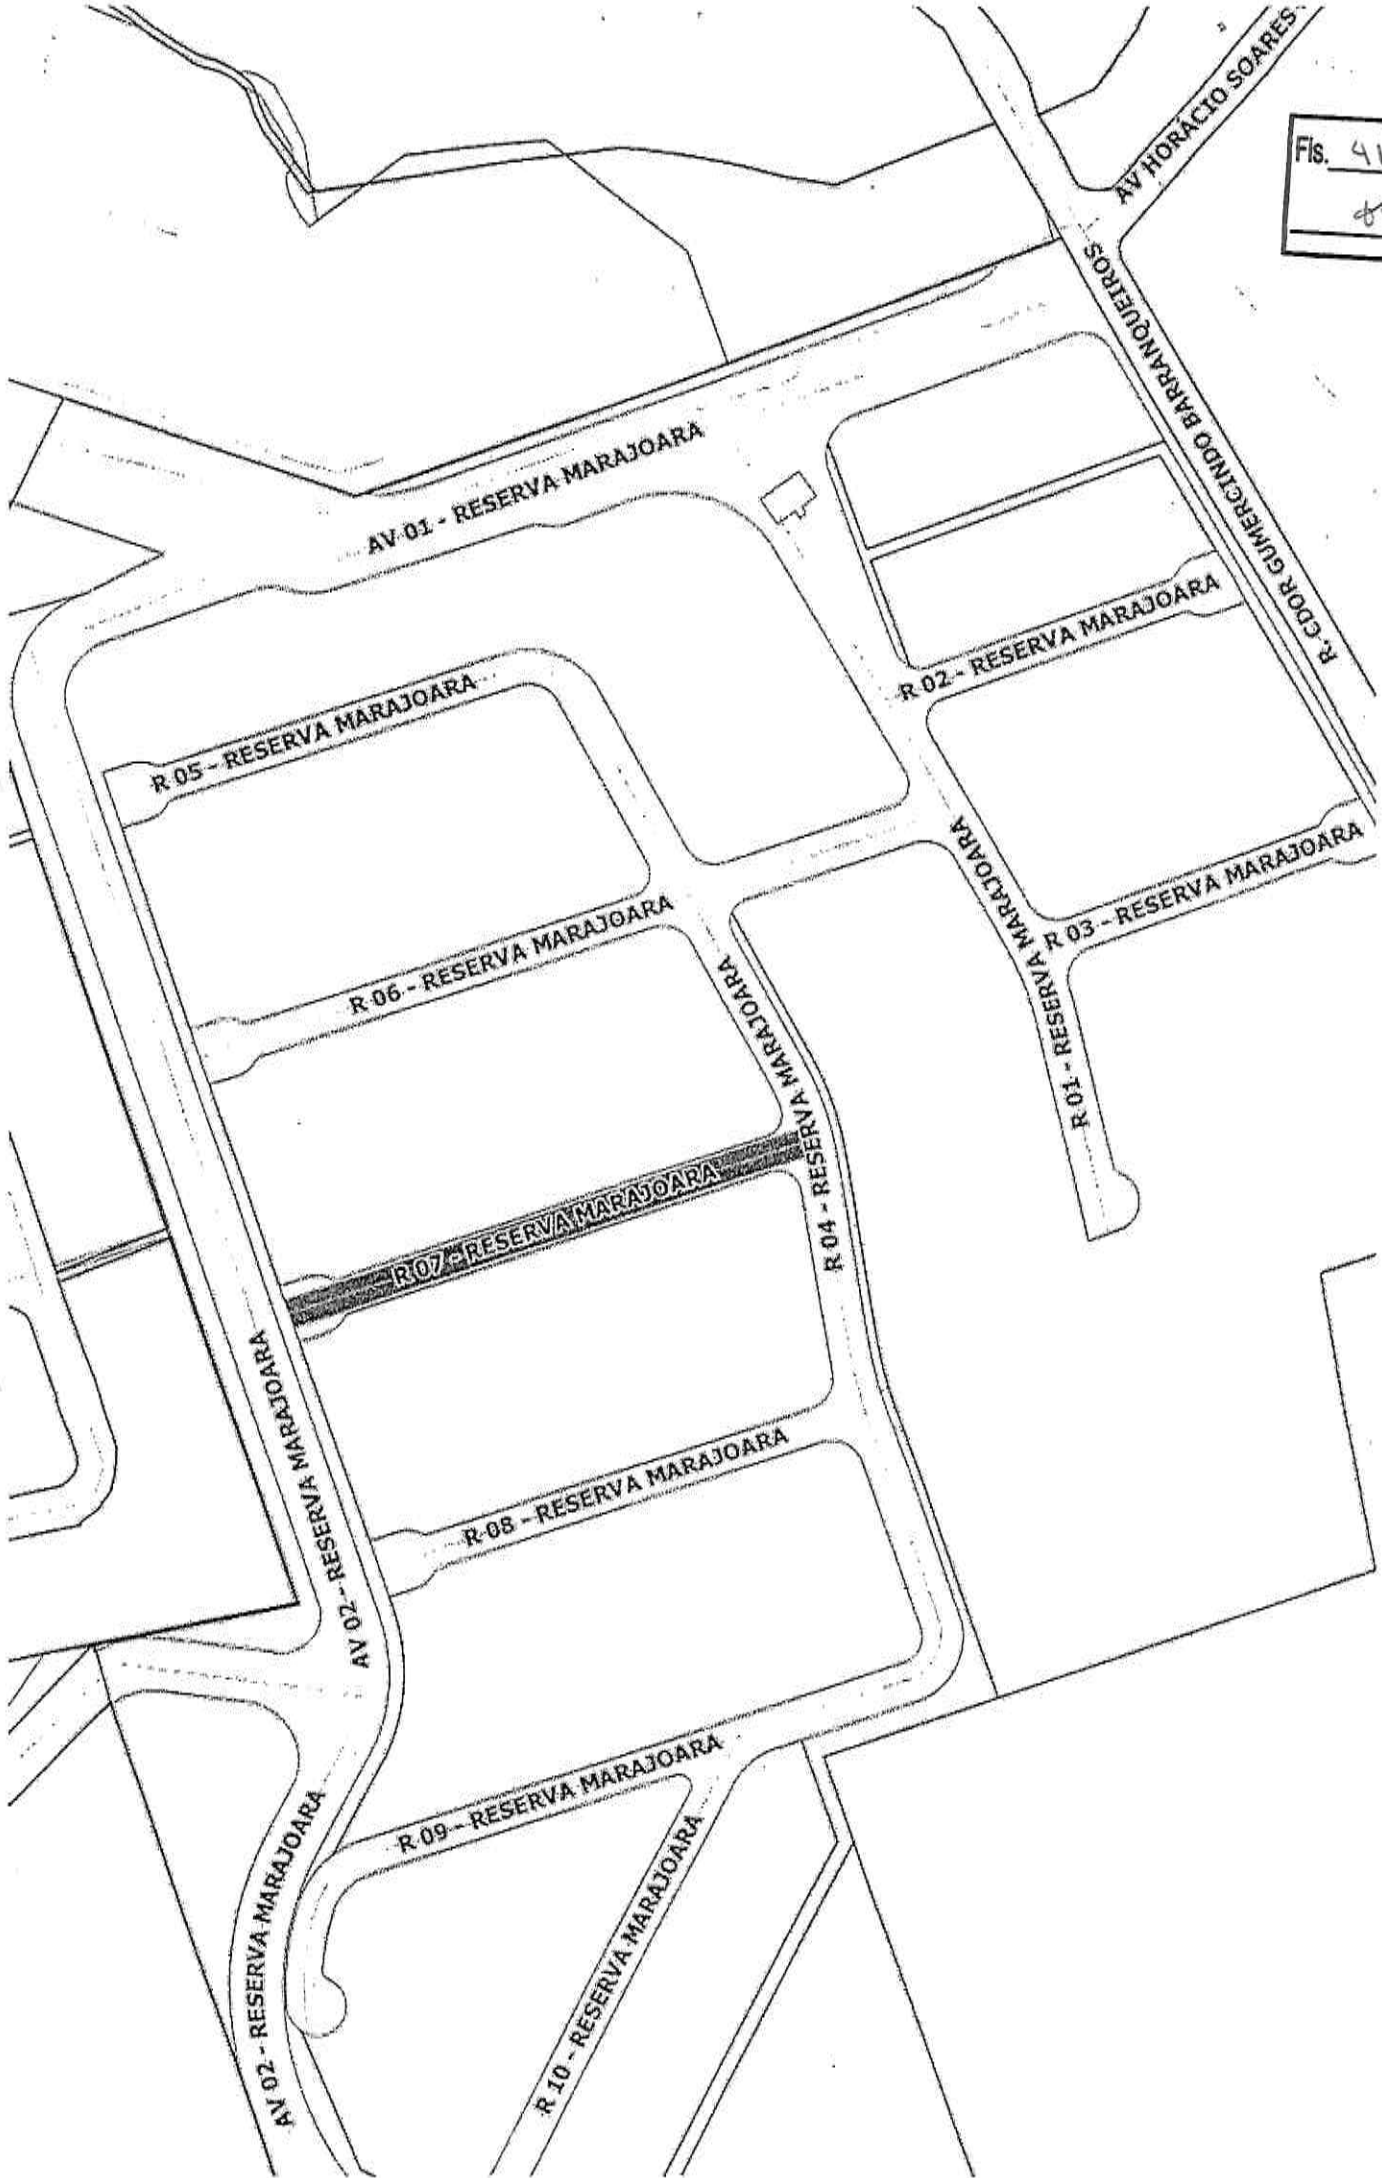 AV HORÁCIO SOARES
Fls. 41
R. CDOR GUMERCINDO BARRANQUEIROS
AV 01 - RESERVA MARAJOARA
R 02 - RESERVA MARAJOARA
R 05 - RESERVA MARAJOARA
R 03 - RESERVA MARAJOARA
R 01 - RESERVA MARAJOARA
R 06 - RESERVA MARAJOARA
R 04 - RESERVA MARAJOARA
R 07 - RESERVA MARAJOARA
AV 02 - RESERVA MARAJOARA
R 08 - RESERVA MARAJOARA
R 09 - RESERVA MARAJOARA
AV 02 - RESERVA MARAJOARA
R 10 - RESERVA MARAJOARA